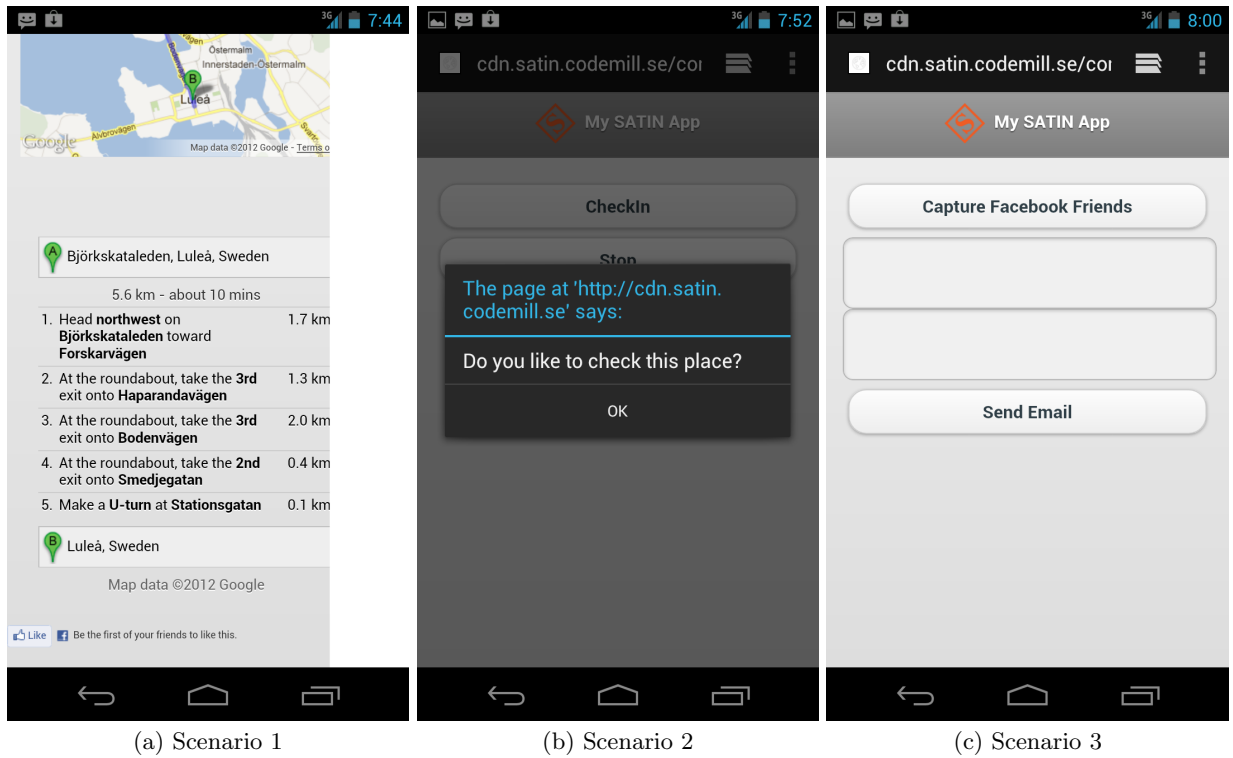 3G 7:44
Östermalm
Innerstaden-Östermalm
B
Luleå
Älvbrovägen
Svartö
Google
Map data ©2012 Google - Terms o
A Björkskataleden, Luleå, Sweden
5.6 km - about 10 mins
1. Head northwest on 1.7 km
Björkskataleden toward
Forskarvägen
2. At the roundabout, take the 3rd 1.3 km
exit onto Haparandavägen
3. At the roundabout, take the 3rd 2.0 km
exit onto Bodenvägen
4. At the roundabout, take the 2nd 0.4 km
exit onto Smedjegatan
5. Make a U-turn at Stationsgatan 0.1 km
B Luleå, Sweden
Map data ©2012 Google
Like Be the first of your friends to like this.
(a) Scenario 1
3G 7:52
cdn.satin.codemill.se/cor
My SATIN App
CheckIn
Stop
The page at 'http://cdn.satin.
codemill.se' says:
Do you like to check this place?
OK
(b) Scenario 2
3G 8:00
cdn.satin.codemill.se/cor
My SATIN App
Capture Facebook Friends
Send Email
(c) Scenario 3